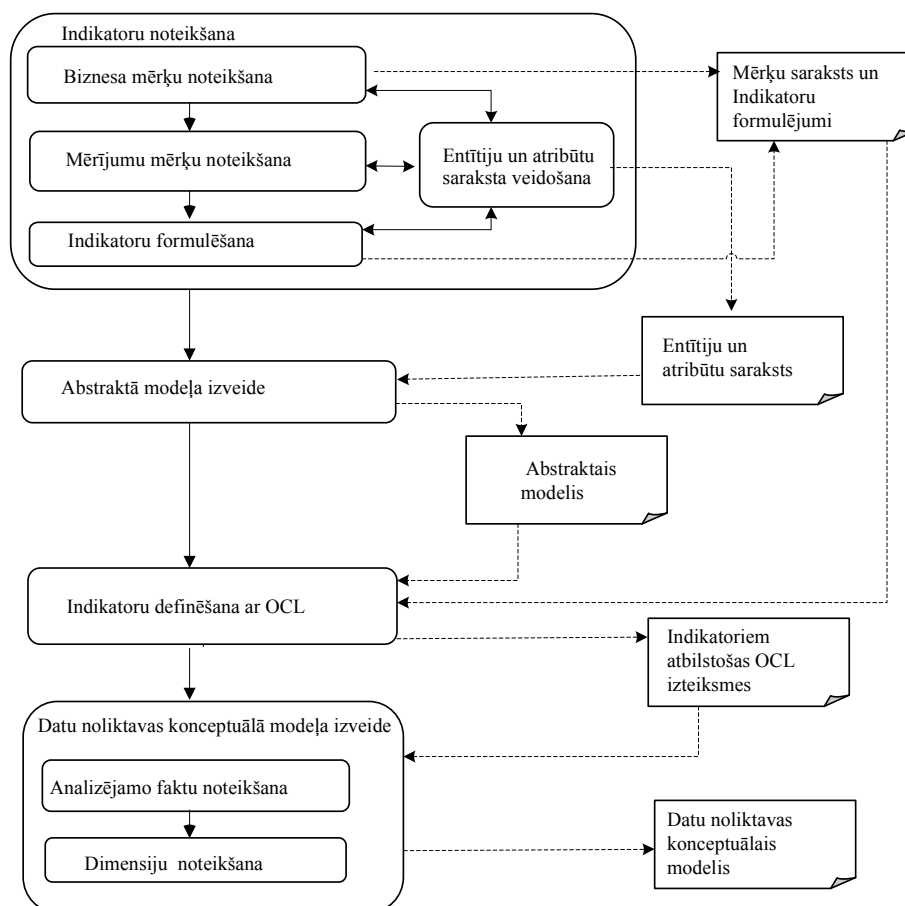 Indikatoru noteikšana
Biznesa mērķu noteikšana
Mērījumu mērķu noteikšana
Indikatoru formulēšana
Entītiju un atribūtu
saraksta veidošana
Mērķu saraksts un
Indikatoru
formulējumi
Entītiju un
atribūtu saraksts
Abstraktā modeļa izveide
Abstraktais
modelis
Indikatoru definēšana ar OCL
Indikatoriem
atbilstošas OCL
izteiksmes
Datu noliktavas konceptuālā modeļa izveide
Analizējamo faktu noteikšana
Dimensiju noteikšana
Datu noliktavas
konceptuālais
modelis